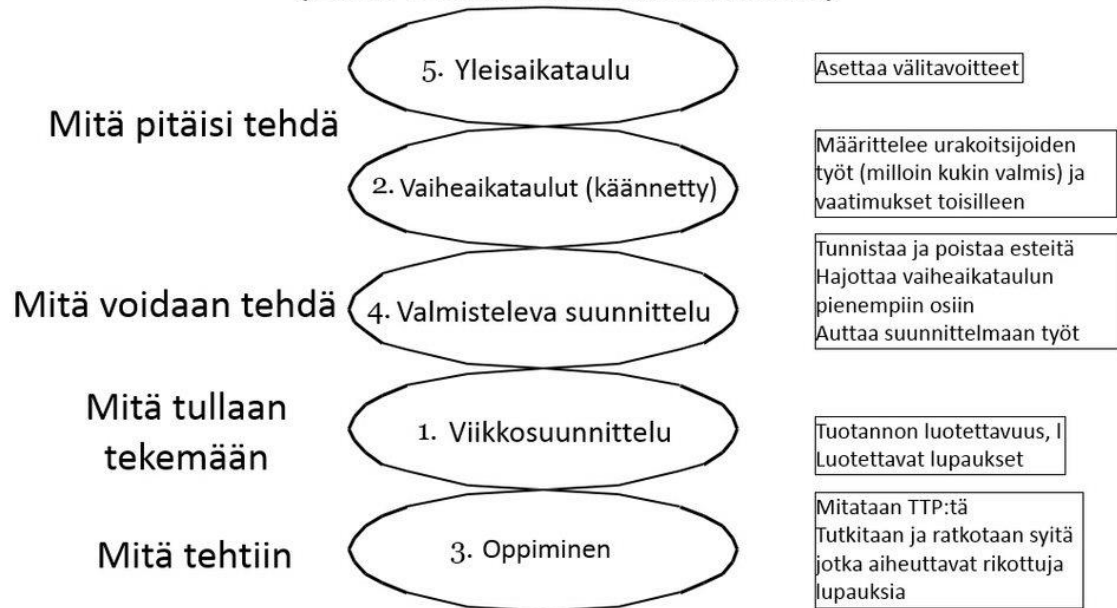 5. Yleisaikataulu
Asettaa välitavoitteet
Mitä pitäisi tehdä
2. Vaiheaikataulut (käännetty)
Määrittelee urakoitsijoiden
työt (milloin kukin valmis) ja
vaatimukset toisilleen
Mitä voidaan tehdä
4. Valmisteleva suunnittelu
Tunnistaa ja poistaa esteitä
Hajottaa vaiheaikataulun
pienempiin osiin
Auttaa suunnittelmaan työt
Mitä tullaan
tekemään
1. Viikkosuunnittelu
Tuotannon luotettavuus, l
Luotettavat lupaukset
Mitä tehtiin
3. Oppiminen
Mitataan TTP:tä
Tutkitaan ja ratkotaan syitä
jotka aiheuttavat rikottuja
lupauksia